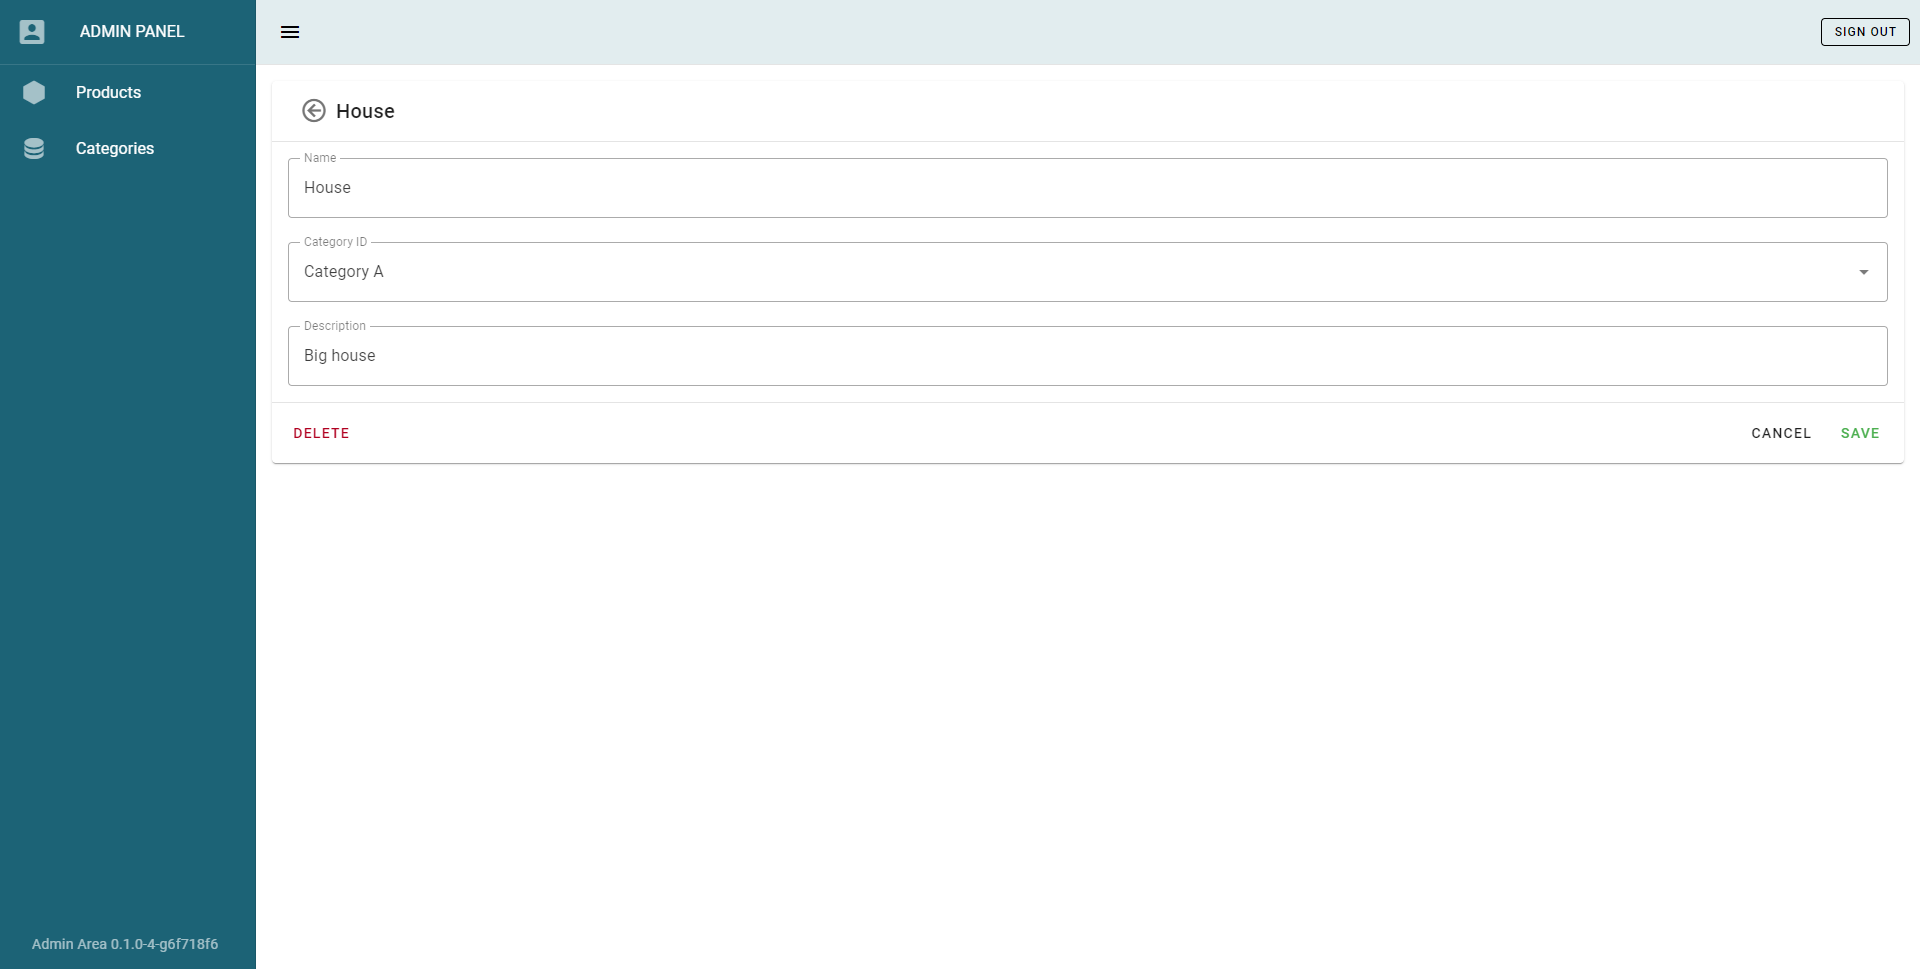 ADMIN PANEL
SIGN OUT
Products
Categories
House
Name
House
Category ID
Category A
Description
Big house
DELETE
CANCEL
SAVE
Admin Area 0.1.0-4-g6f718f6